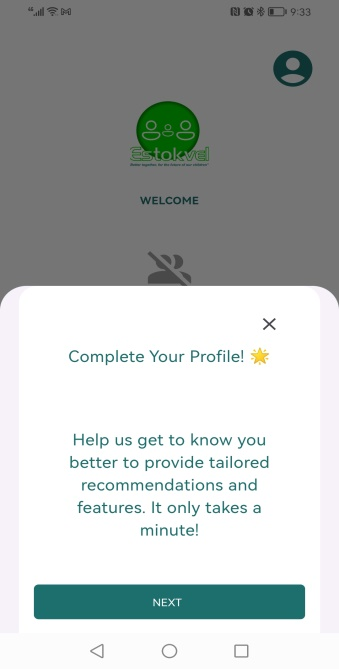 9:33
Estokvel
WELCOME
Complete Your Profile! 🌟
Help us get to know you
better to provide tailored
recommendations and
features. It only takes a
minute!
NEXT